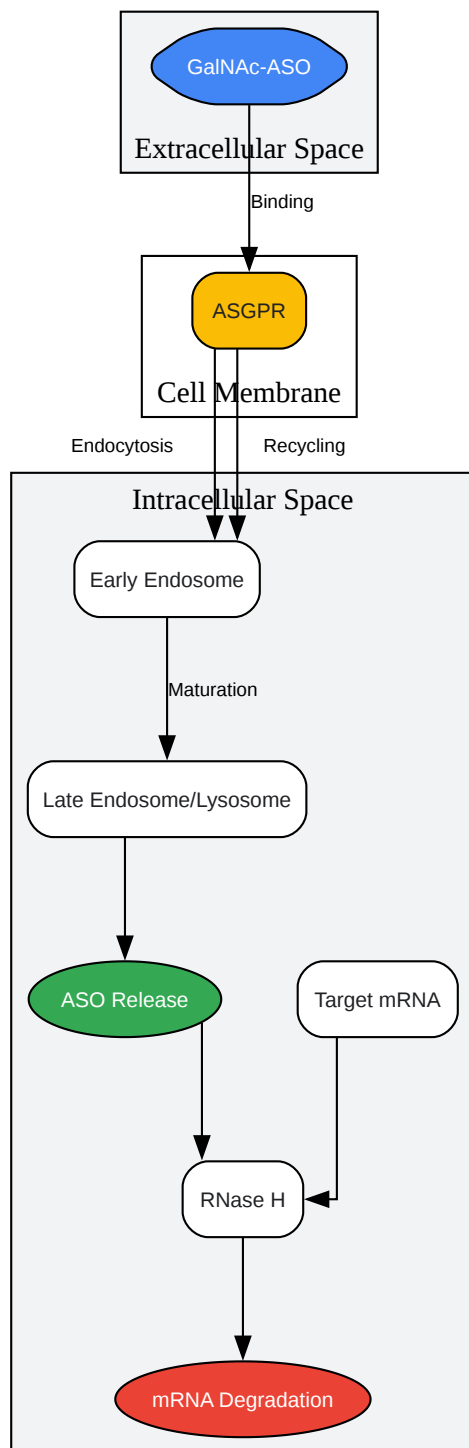 GalNAc-ASO
Extracellular Space
Binding
ASGPR
Cell Membrane
Endocytosis
Recycling
Intracellular Space
Early Endosome
Maturation
Late Endosome/Lysosome
ASO Release
Target mRNA
RNase H
mRNA Degradation